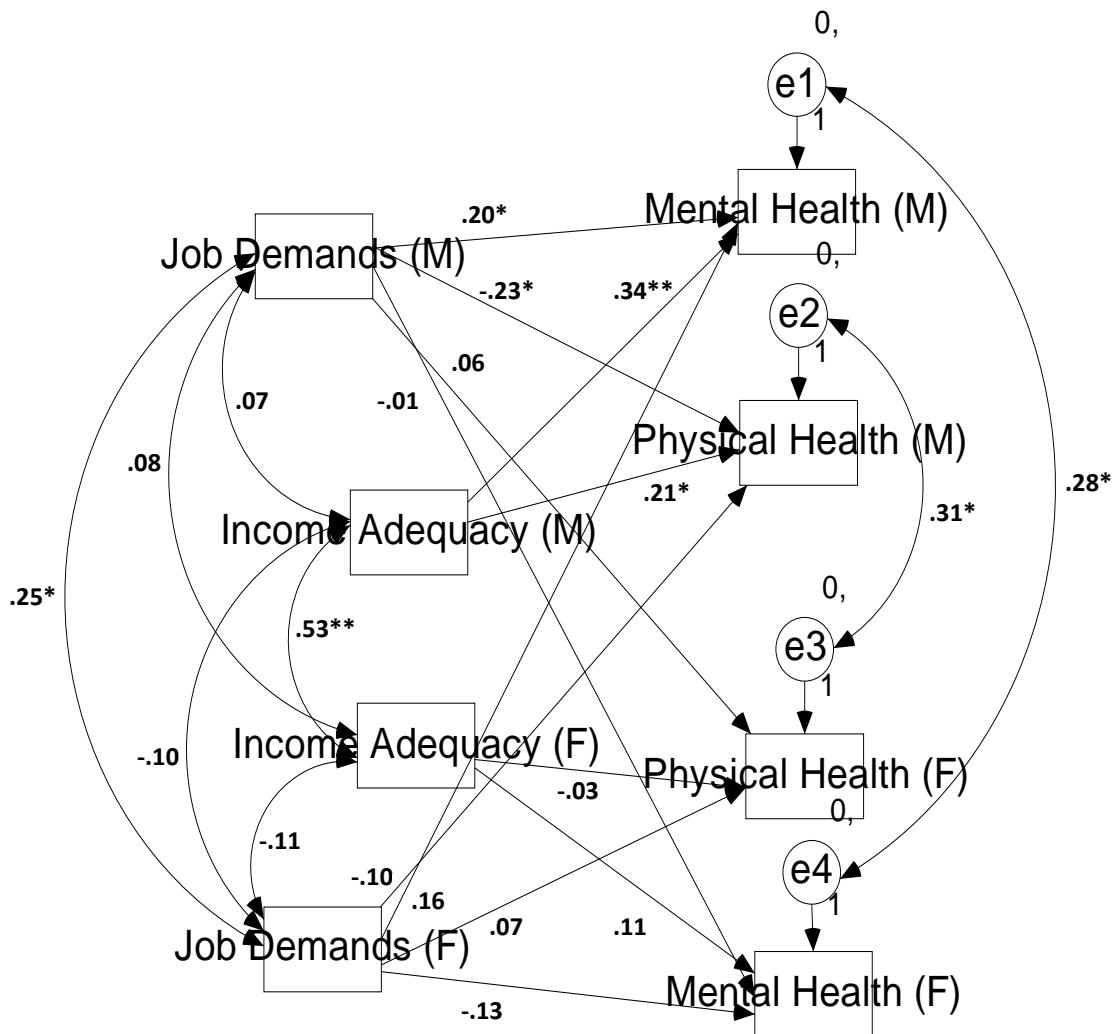 0,
e1
1
Mental Health (M)
.20*
Job Demands (M)
0,
-.23*
.34**
e2
1
.06
-.01
.07
Physical Health (M)
.08
.21*
.28*
.31*
Income Adequacy (M)
0,
.25*
.53**
e3
1
Income Adequacy (F)
-.10
Physical Health (F)
-.03
0,
-.11
e4
-.10
.16
1
.07
.11
Job Demands (F)
Mental Health (F)
-.13